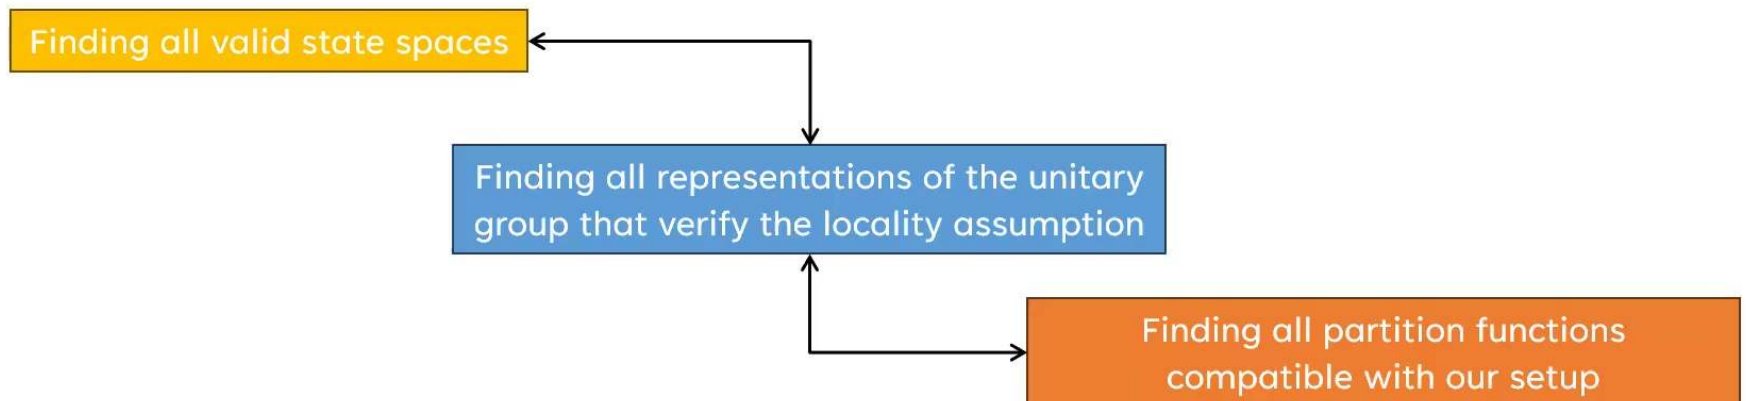 Finding all valid state spaces
Finding all representations of the unitary
group that verify the locality assumption
Finding all partition functions
compatible with our setup